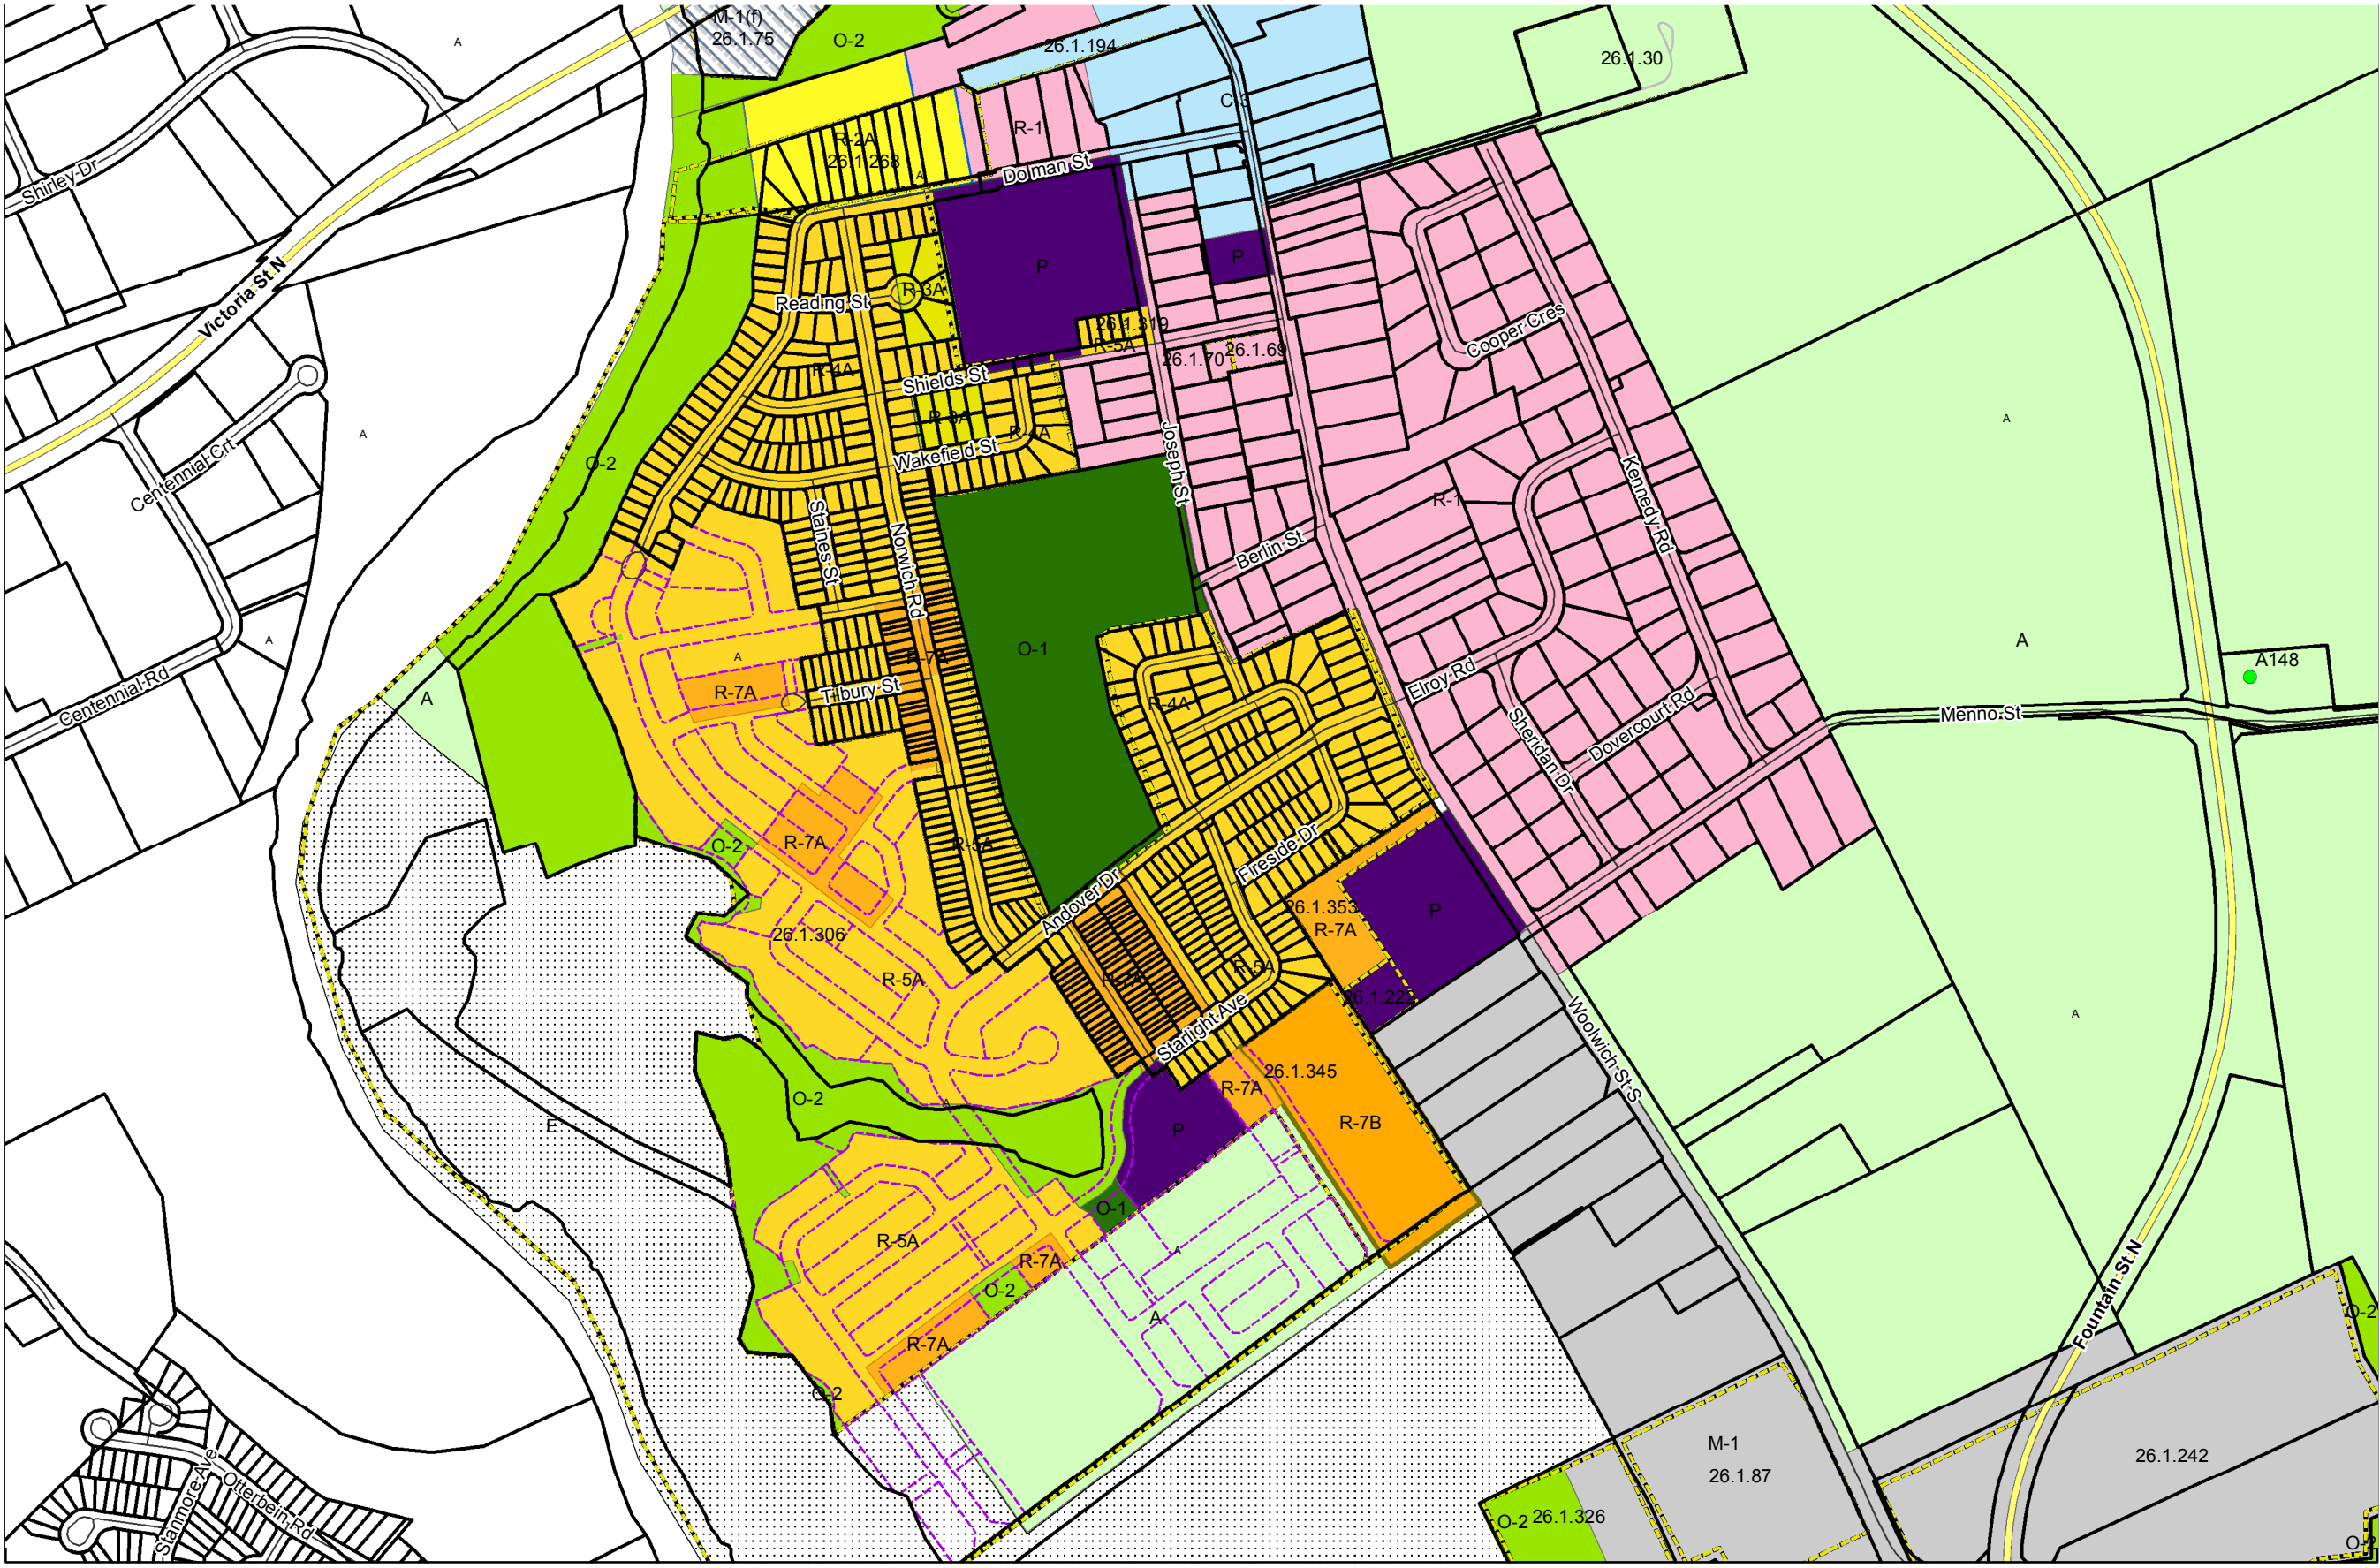 M-1(f)
26.1.75
A
O-2
26.1.194
26.1.30
C-3
R-1
R-2A
26.1.268
A
Do man St
Shirley Dr
P
P
Victoria St N
Reading St
R-3A
26.1.319
R-5A
26.1.70
26.1.69
Cooper Cres
R-4A
Shields St
R-3A
R-4A
A
A
Wakefield St
Centennial Crt
O-2
Joseph St
Kennedy Rd
R-1
Staines St
Norwich Rd
Berlin St
A
O-1
A
A
R-7A
A148
Centennial Rd
A
R-7A
Tilbury St
R-4A
Elroy Rd
Menno St
Sheridan Dr
Dovercourt Rd
O-2
R-7A
R-5A
Fireside Dr
Andover Dr
26.1.353
R-7A
P
26.1.306
R-5A
R-7A
R-5A
26.1.222
Starlight Ave
Woolwich St S
A
26.1.345
R-7A
R-7B
O-2
A
E
P
O-1
R-5A
R-7A
A
O-2
A
R-7A
O-2
Fountain St N
O-2
M-1
26.1.87
26.1.242
O-2
26.1.326
Stanmore Ave
Otterbein Rd